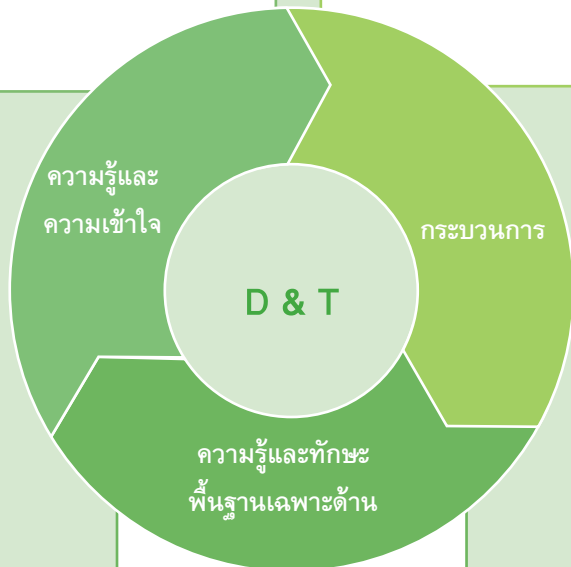 ความรู้และ
ความเข้าใจ
กระบวนการ
D & T
ความรู้และทักษะ
พื้นฐานเฉพาะด้าน